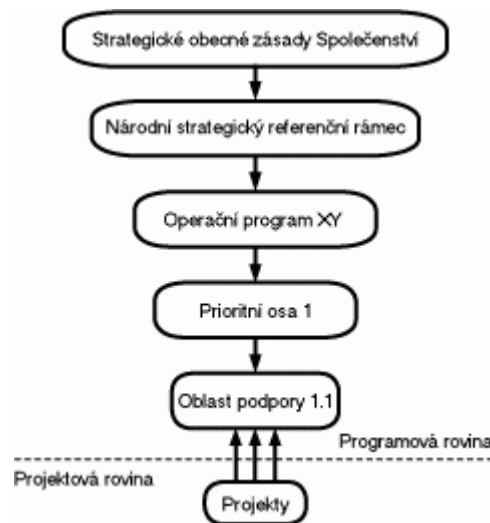 Strategické obecné zásady Společenství
Národní strategický referenční rámec
Operační program XY
Prioritní osa 1
Oblast podpory 1.1
Programová rovina
Projektová rovina
Projekty